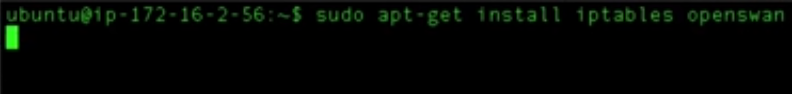 ubuntu@ip-172-16-2-56:~$ sudo apt-get install iptables openswan